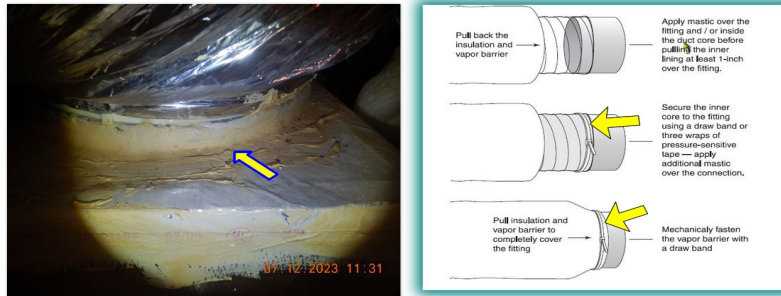 07 12 2023 11:31
Pull back the
insulation and
vapor barrier
Apply mastic over the
fitting and / or inside
the duct core before
pullling the inner
lining at least 1-inch
over the fitting.
Secure the inner
core to the fitting
using a draw band or
three wraps of
pressure-sensitive
tape — apply
additional mastic
over the connection.
Pull insulation and
vapor barrier to
completely cover
the fitting
Mechanicaly fasten
the vapor barrier with
a draw band